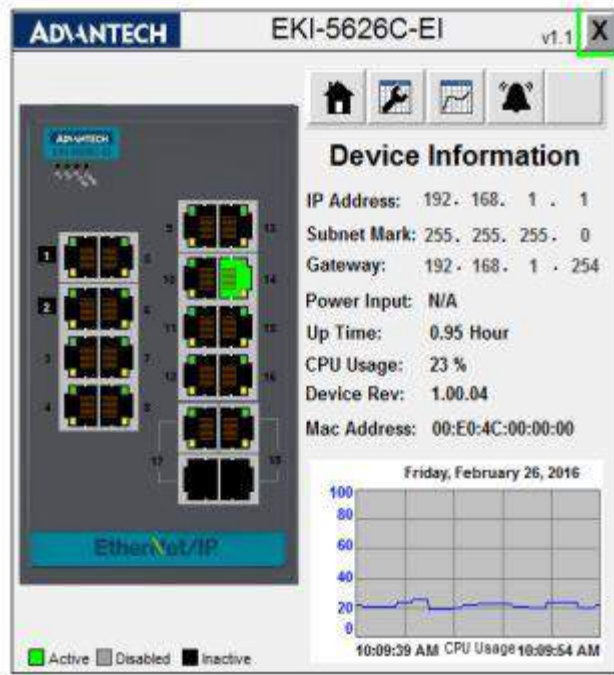 ADVANTECH
EKI-5626C-EI
v1.1
X
Device Information
IP Address: 192. 168. 1 . 1
Subnet Mark: 255. 255. 255. 0
Gateway: 192. 168. 1 . 254
Power Input: N/A
Up Time: 0.95 Hour
CPU Usage: 23 %
Device Rev: 1.00.04
Mac Address: 00:E0:4C:00:00:00
ADVANTECH
9 13
1 5
10 14
2 6
11 15
3 7
12 16
4 8
17 18
EtherNet/IP
Friday, February 26, 2016
100
80
60
40
20
0
10:09:39 AM CPU Usage 10:09:54 AM
Active Disabled Inactive